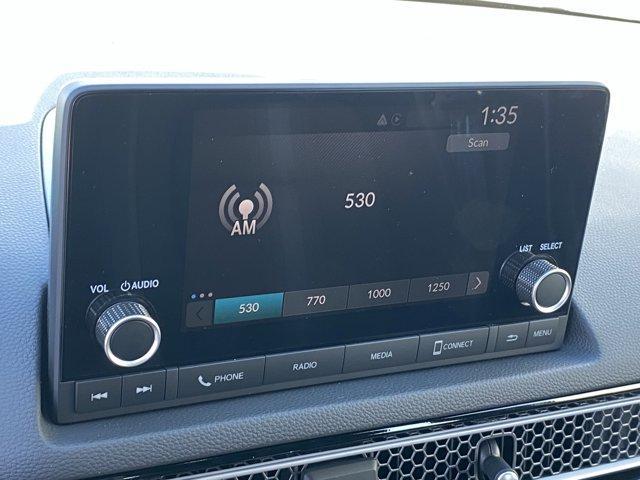 1:35
Scan
530
AM
LIST SELECT
VOL AUDIO
530 770 1000 1250
PHONE RADIO MEDIA CONNECT MENU